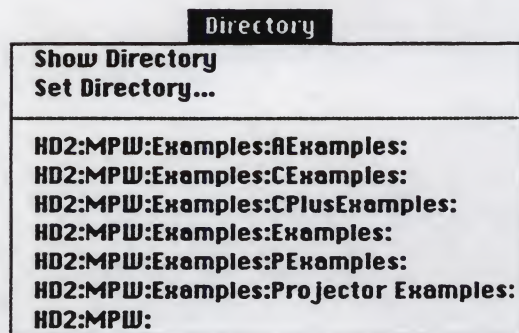 Directory
Show Directory
Set Directory...
HD2:MPW:Examples:AExamples:
HD2:MPW:Examples:CExamples:
HD2:MPW:Examples:CPlusExamples:
HD2:MPW:Examples:Examples:
HD2:MPW:Examples:PExamples:
HD2:MPW:Examples:Projector Examples:
HD2:MPW: